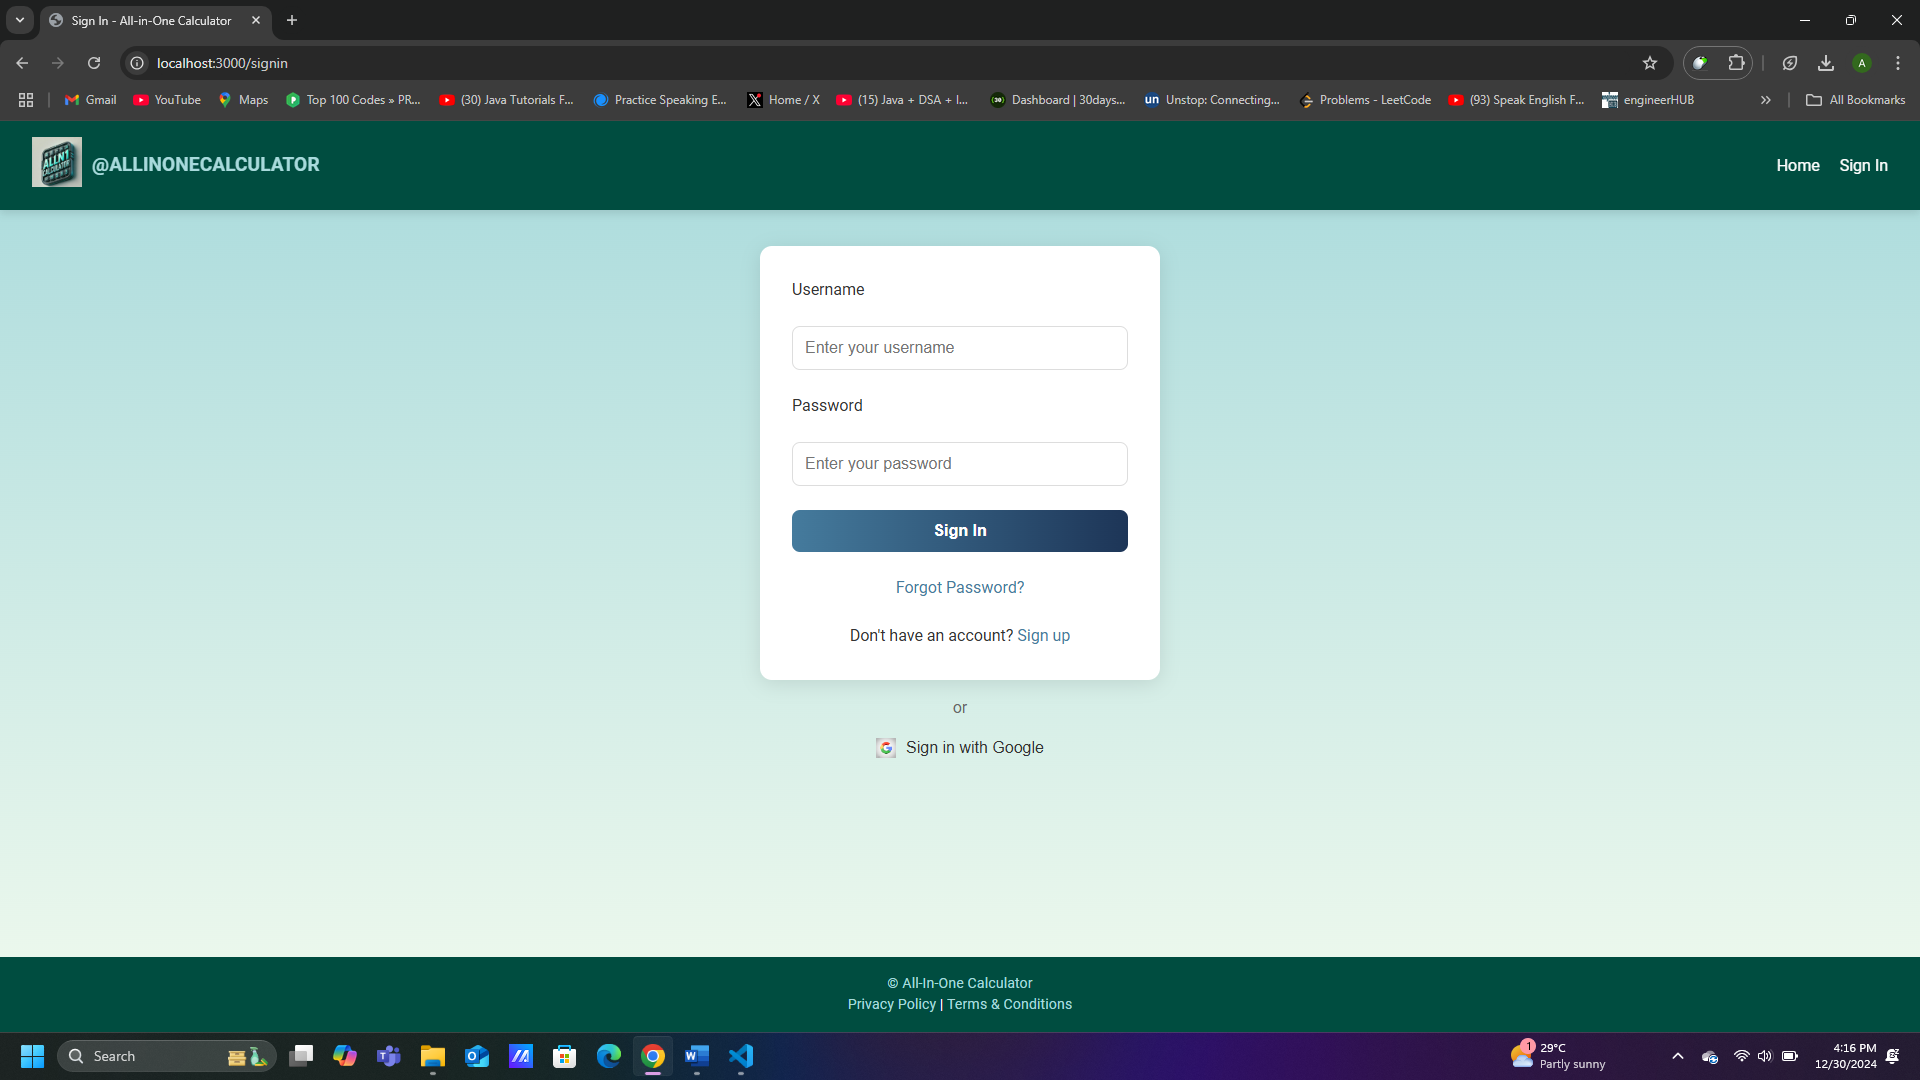 Sign In - All-in-One Calculator
localhost:3000/signin
Gmail
YouTube
Maps
Top 100 Codes » PR...
(30) Java Tutorials F...
Practice Speaking E...
Home / X
(15) Java + DSA + I...
Dashboard | 30days...
Unstop: Connecting...
Problems - LeetCode
(93) Speak English F...
engineerHUB
All Bookmarks
ALLN1
CALCULATOR
@ALLINONECALCULATOR
Home
Sign In
Username
Enter your username
Password
Enter your password
Sign In
Forgot Password?
Don't have an account? Sign up
or
Sign in with Google
© All-In-One Calculator
Privacy Policy | Terms & Conditions
Search
1
29°C
Partly sunny
4:16 PM
12/30/2024